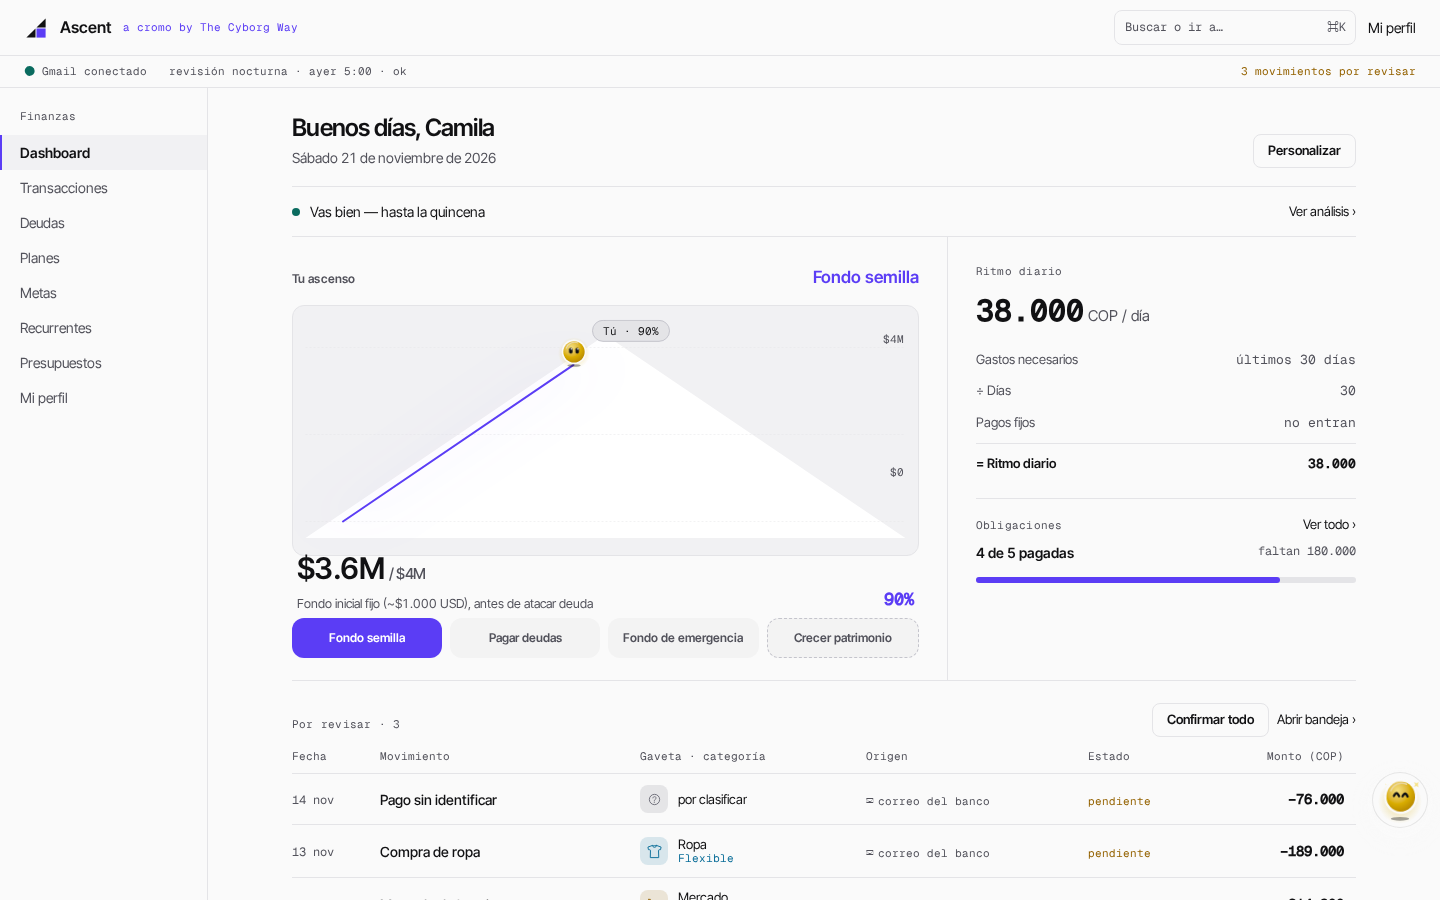 Ascent a cromo by The Cyborg Way
Buscar o ir a… ⌘K
Mi perfil
Gmail conectado revisión nocturna · ayer 5:00 · ok
3 movimientos por revisar
Finanzas
Dashboard
Transacciones
Deudas
Planes
Metas
Recurrentes
Presupuestos
Mi perfil
Buenos días, Camila
Sábado 21 de noviembre de 2026
Personalizar
Vas bien — hasta la quincena
Ver análisis ›
Tu ascenso
Fondo semilla
Tú · 90%
$4M
$0
$3.6M / $4M
Fondo inicial fijo (~$1.000 USD), antes de atacar deuda
90%
Fondo semilla
Pagar deudas
Fondo de emergencia
Crecer patrimonio
Ritmo diario
38.000 COP / día
Gastos necesarios últimos 30 días
÷ Días 30
Pagos fijos no entran
= Ritmo diario 38.000
Obligaciones Ver todo ›
4 de 5 pagadas faltan 180.000
Por revisar · 3
Confirmar todo
Abrir bandeja ›
Fecha Movimiento Gaveta · categoría Origen Estado Monto (COP)
14 nov Pago sin identificar por clasificar correo del banco pendiente −76.000
13 nov Compra de ropa Ropa correo del banco pendiente −189.000
Flexible
Mercado